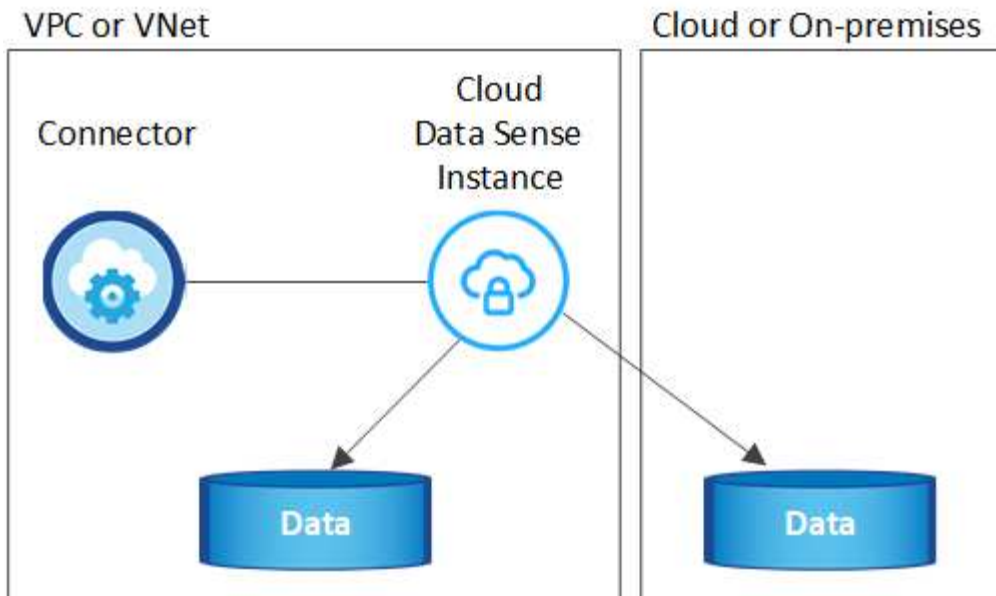 VPC or VNet
Cloud or On-premises
Connector
Cloud
Data Sense
Instance
Data
Data